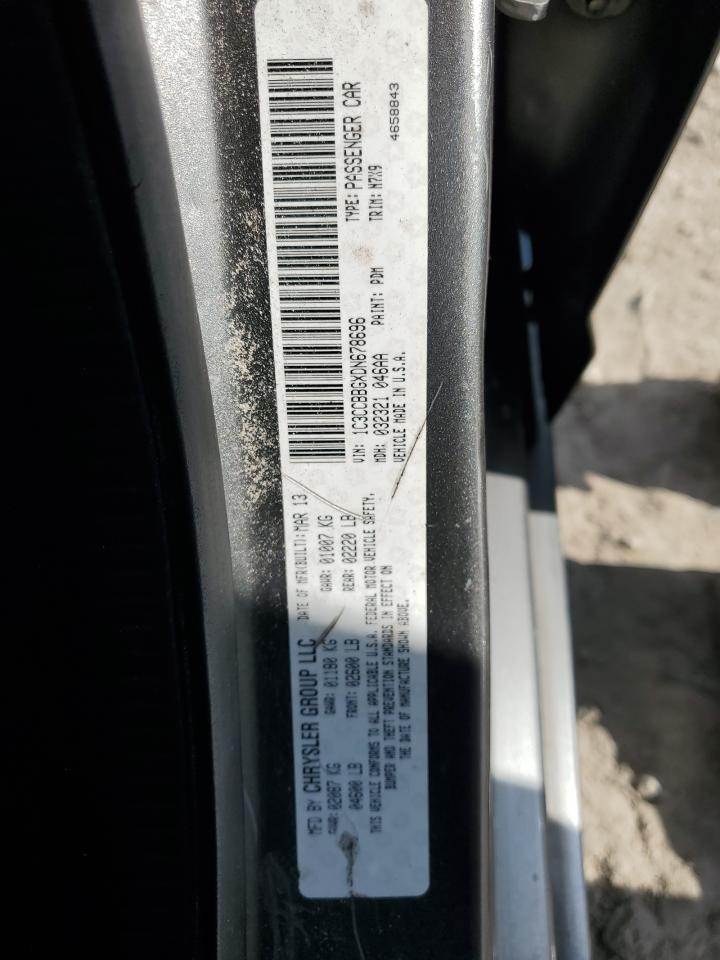 MFD BY CHRYSLER GROUP LLC DATE OF MFR(BUILT): MAR 13
GVWR: 02087 KG GAWR: 01180 KG GAWR: 01007 KG
04600 LB FRONT: 02600 LB REAR: 02220 LB
THIS VEHICLE CONFORMS TO ALL APPLICABLE U.S.A. FEDERAL MOTOR VEHICLE SAFETY,
BUMPER AND THEFT PREVENTION STANDARDS IN EFFECT ON
THE DATE OF MANUFACTURE SHOWN ABOVE.
VIN: 1C3CCBBGXDN678696 TYPE: PASSENGER CAR
MDH: 032321 046AA PAINT: PDM TRIM: N7X9
VEHICLE MADE IN U.S.A. 4658843